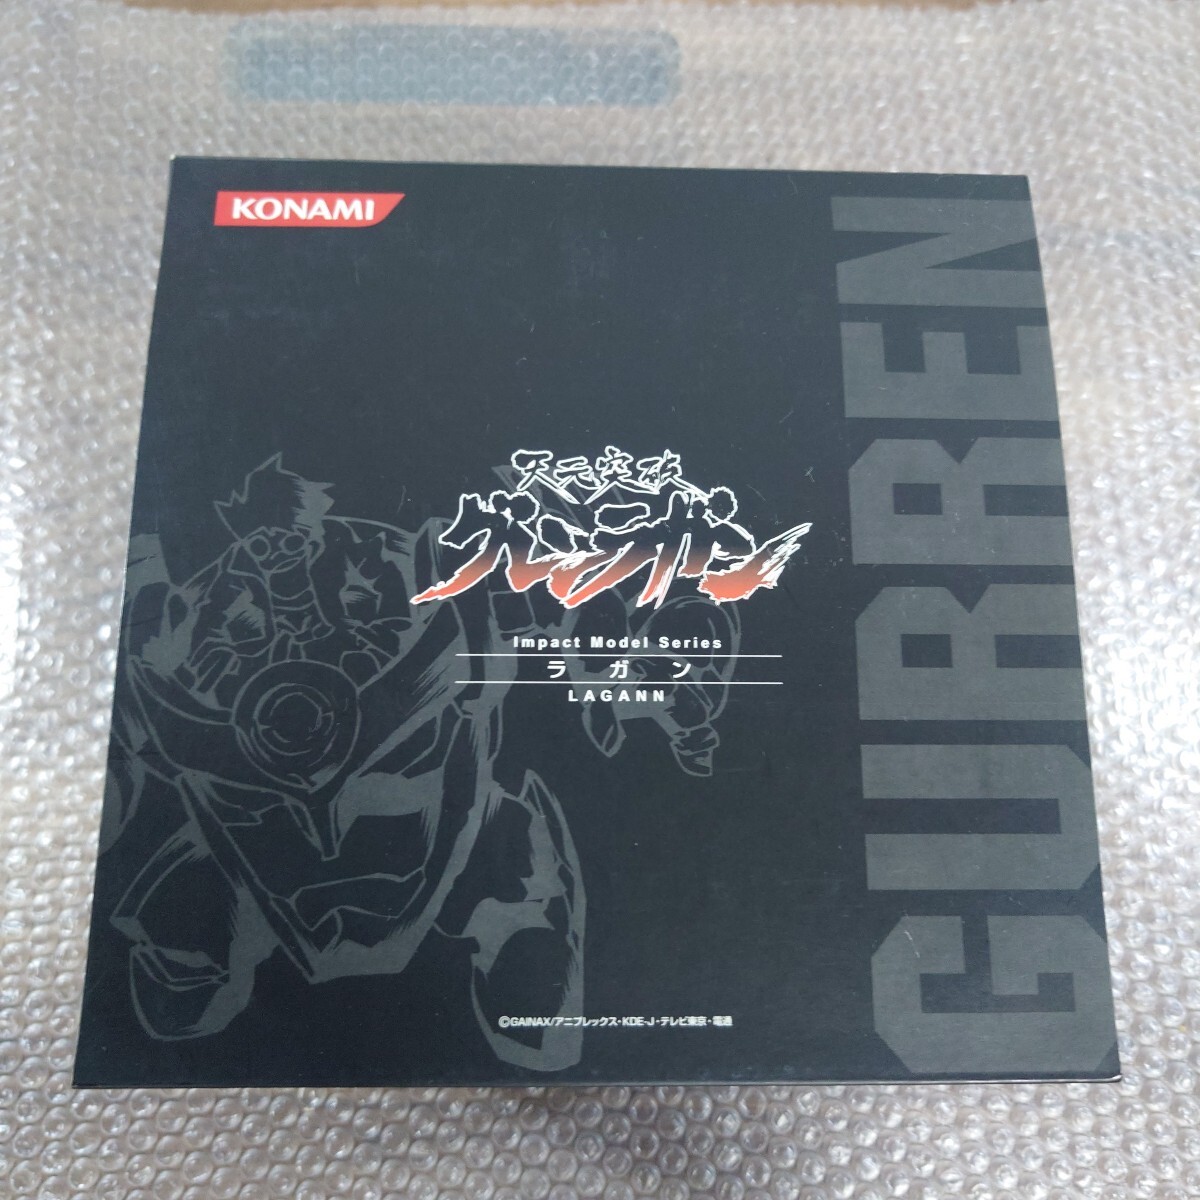 KONAMI
天元突破
グレンラガン
Impact Model Series
ラガン
LAGANN
GURREN
©GAINAX/アニプレックス・KDE-J・テレビ東京・電通